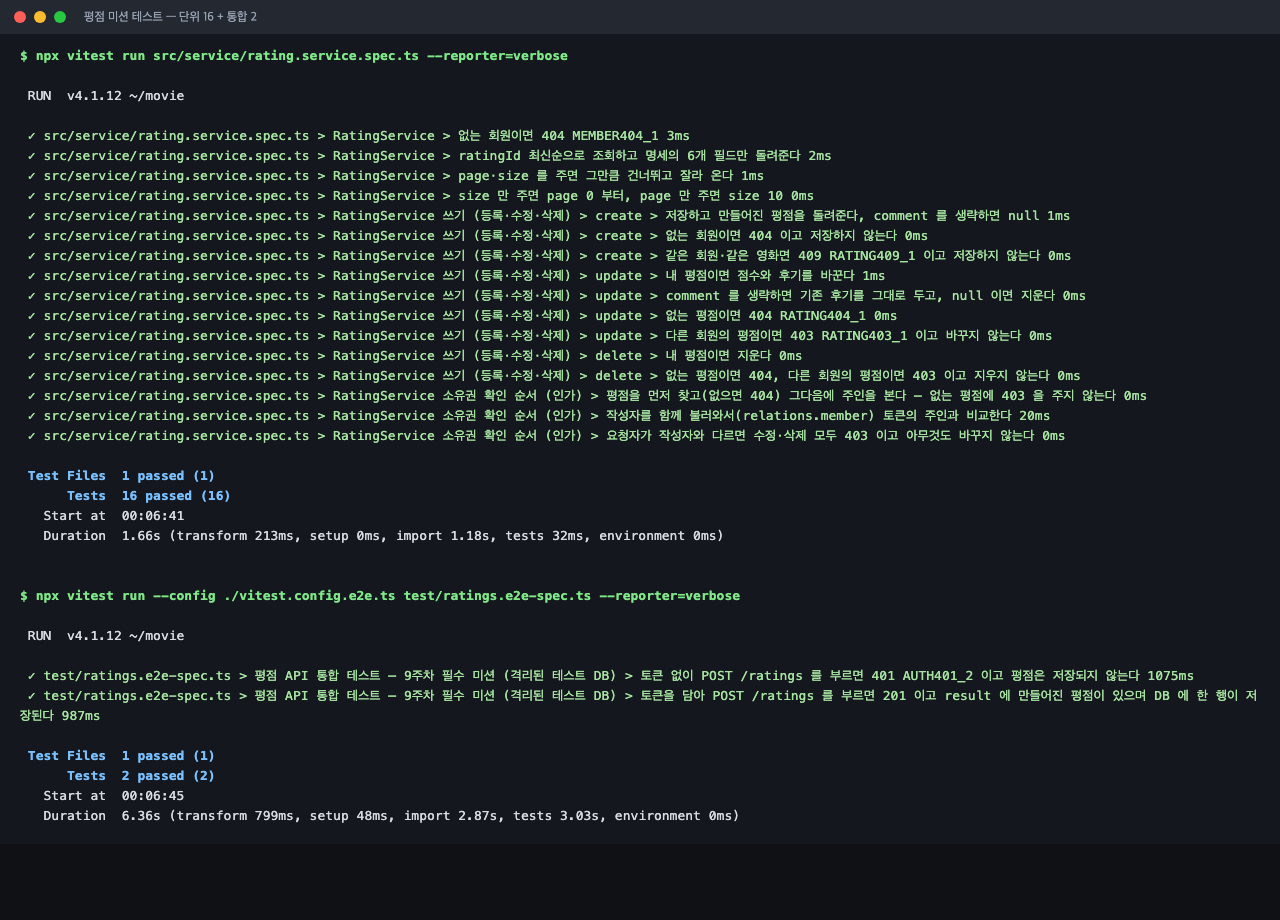 평점 미션 테스트 — 단위 16 + 통합 2
$ npx vitest run src/service/rating.service.spec.ts --reporter=verbose
RUN v4.1.12 ~/movie
✓ src/service/rating.service.spec.ts > RatingService > 없는 회원이면 404 MEMBER404_1 3ms
✓ src/service/rating.service.spec.ts > RatingService > ratingId 최신순으로 조회하고 명세의 6개 필드만 돌려준다 2ms
✓ src/service/rating.service.spec.ts > RatingService > page·size 를 주면 그만큼 건너뛰고 잘라 온다 1ms
✓ src/service/rating.service.spec.ts > RatingService > size 만 주면 page 0 부터, page 만 주면 size 10 0ms
✓ src/service/rating.service.spec.ts > RatingService 쓰기 (등록·수정·삭제) > create > 저장하고 만들어진 평점을 돌려준다, comment 를 생략하면 null 1ms
✓ src/service/rating.service.spec.ts > RatingService 쓰기 (등록·수정·삭제) > create > 없는 회원이면 404 이고 저장하지 않는다 0ms
✓ src/service/rating.service.spec.ts > RatingService 쓰기 (등록·수정·삭제) > create > 같은 회원·같은 영화면 409 RATING409_1 이고 저장하지 않는다 0ms
✓ src/service/rating.service.spec.ts > RatingService 쓰기 (등록·수정·삭제) > update > 내 평점이면 점수와 후기를 바꾼다 1ms
✓ src/service/rating.service.spec.ts > RatingService 쓰기 (등록·수정·삭제) > update > comment 를 생략하면 기존 후기를 그대로 두고, null 이면 지운다 0ms
✓ src/service/rating.service.spec.ts > RatingService 쓰기 (등록·수정·삭제) > update > 없는 평점이면 404 RATING404_1 0ms
✓ src/service/rating.service.spec.ts > RatingService 쓰기 (등록·수정·삭제) > update > 다른 회원의 평점이면 403 RATING403_1 이고 바꾸지 않는다 0ms
✓ src/service/rating.service.spec.ts > RatingService 쓰기 (등록·수정·삭제) > delete > 내 평점이면 지운다 0ms
✓ src/service/rating.service.spec.ts > RatingService 쓰기 (등록·수정·삭제) > delete > 없는 평점이면 404, 다른 회원의 평점이면 403 이고 지우지 않는다 0ms
✓ src/service/rating.service.spec.ts > RatingService 소유권 확인 순서 (인가) > 평점을 먼저 찾고(없으면 404) 그다음에 주인을 본다 — 없는 평점에 403 을 주지 않는다 0ms
✓ src/service/rating.service.spec.ts > RatingService 소유권 확인 순서 (인가) > 작성자를 함께 불러와서(relations.member) 토큰의 주인과 비교한다 20ms
✓ src/service/rating.service.spec.ts > RatingService 소유권 확인 순서 (인가) > 요청자가 작성자와 다르면 수정·삭제 모두 403 이고 아무것도 바꾸지 않는다 0ms
Test Files 1 passed (1)
Tests 16 passed (16)
Start at 00:06:41
Duration 1.66s (transform 213ms, setup 0ms, import 1.18s, tests 32ms, environment 0ms)
$ npx vitest run --config ./vitest.config.e2e.ts test/ratings.e2e-spec.ts --reporter=verbose
RUN v4.1.12 ~/movie
✓ test/ratings.e2e-spec.ts > 평점 API 통합 테스트 — 9주차 필수 미션 (격리된 테스트 DB) > 토큰 없이 POST /ratings 를 부르면 401 AUTH401_2 이고 평점은 저장되지 않는다 1075ms
✓ test/ratings.e2e-spec.ts > 평점 API 통합 테스트 — 9주차 필수 미션 (격리된 테스트 DB) > 토큰을 담아 POST /ratings 를 부르면 201 이고 result 에 만들어진 평점이 있으며 DB 에 한 행이 저
장된다 987ms
Test Files 1 passed (1)
Tests 2 passed (2)
Start at 00:06:45
Duration 6.36s (transform 799ms, setup 48ms, import 2.87s, tests 3.03s, environment 0ms)